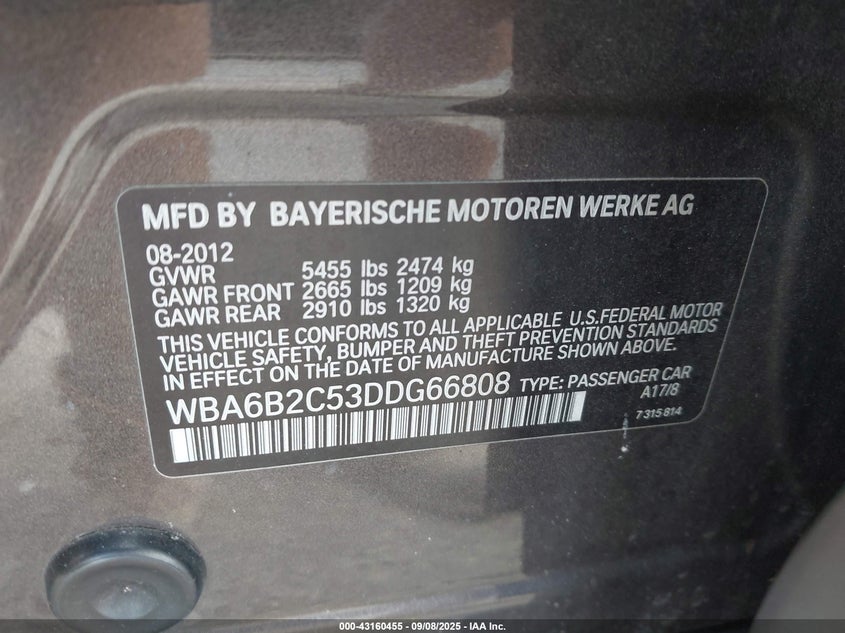 MFD BY BAYERISCHE MOTOREN WERKE AG
08-2012
GVWR 5455 lbs 2474 kg
GAWR FRONT 2665 lbs 1209 kg
GAWR REAR 2910 lbs 1320 kg
THIS VEHICLE CONFORMS TO ALL APPLICABLE U.S.FEDERAL MOTOR
VEHICLE SAFETY, BUMPER AND THEFT PREVENTION STANDARDS
IN EFFECT ON THE DATE OF MANUFACTURE SHOWN ABOVE.
WBA6B2C53DDG66808 TYPE: PASSENGER CAR
A17/8
7 315 814
000-43160455 - 09/08/2025 - IAA Inc.